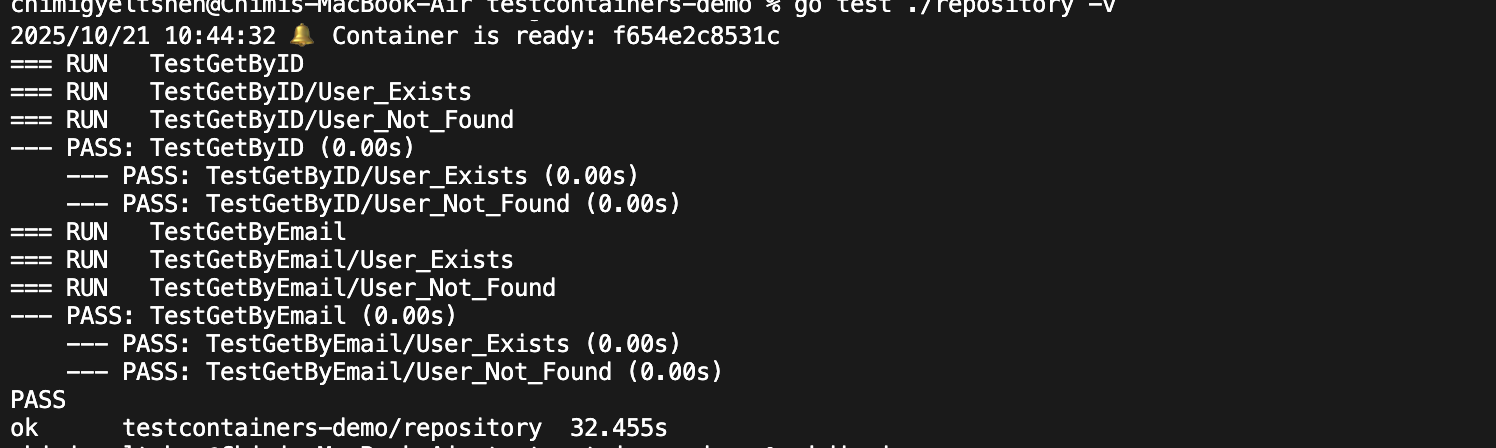 chimigyeltshen@Chimis-MacBook-Air testcontainers-demo % go test ./repository -v
2025/10/21 10:44:32 🔔 Container is ready: f654e2c8531c
=== RUN   TestGetByID
=== RUN   TestGetByID/User_Exists
=== RUN   TestGetByID/User_Not_Found
--- PASS: TestGetByID (0.00s)
    --- PASS: TestGetByID/User_Exists (0.00s)
    --- PASS: TestGetByID/User_Not_Found (0.00s)
=== RUN   TestGetByEmail
=== RUN   TestGetByEmail/User_Exists
=== RUN   TestGetByEmail/User_Not_Found
--- PASS: TestGetByEmail (0.00s)
    --- PASS: TestGetByEmail/User_Exists (0.00s)
    --- PASS: TestGetByEmail/User_Not_Found (0.00s)
PASS
ok      testcontainers-demo/repository  32.455s